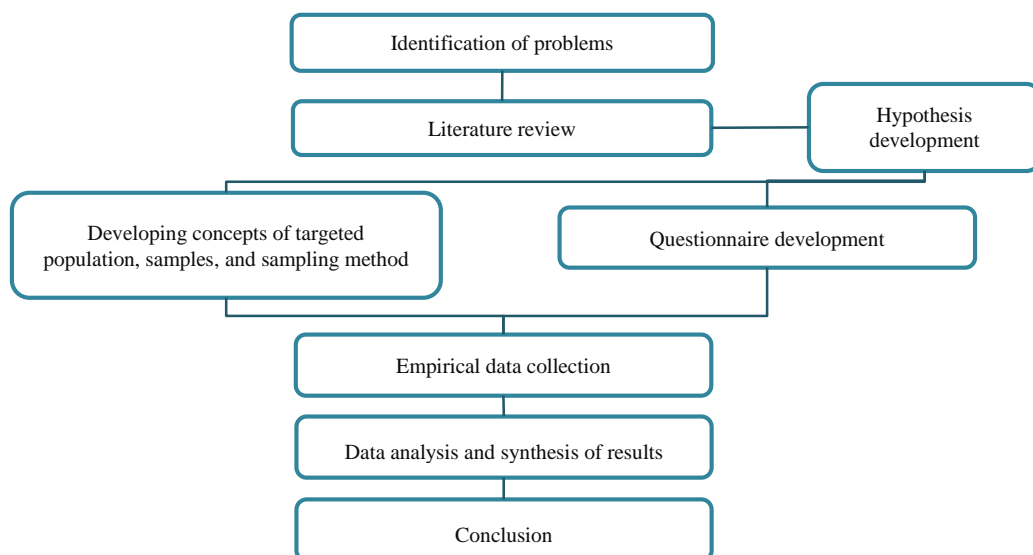 Identification of problems
Literature review
Hypothesis
development
Developing concepts of targeted
population, samples, and sampling method
Questionnaire development
Empirical data collection
Data analysis and synthesis of results
Conclusion